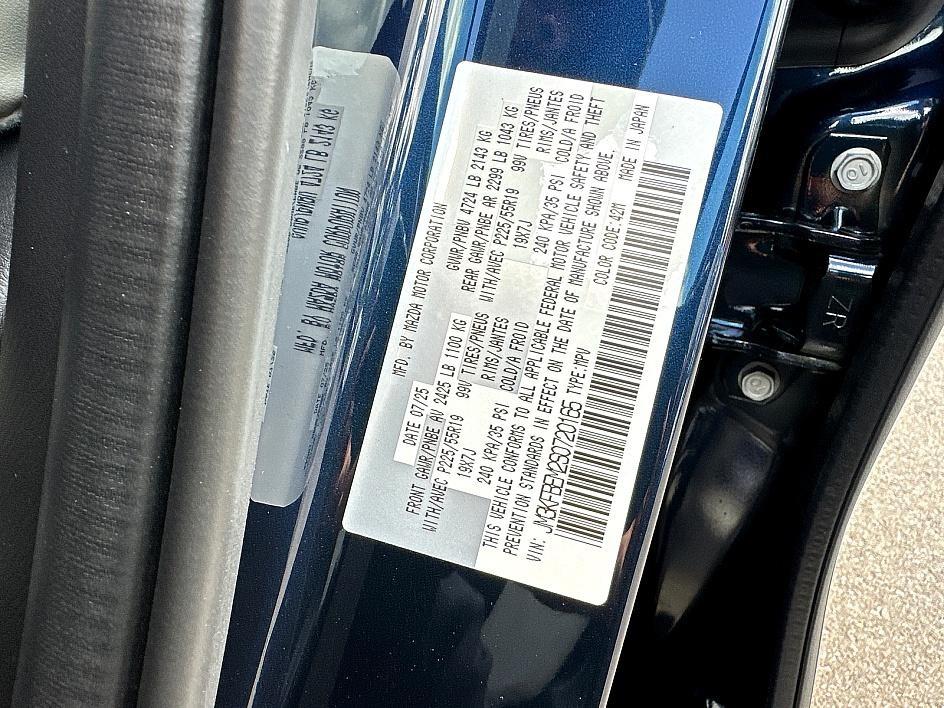 MFD. BY MAZDA MOTOR CORPORATION
DATE 07/25 GVWR/PNBV 4724 LB 2143 KG
FRONT GAWR/PNBE AV 2425 LB 1100 KG REAR GAWR/PNBE AR 2299 LB 1043 KG
WITH/AVEC P225/55R19 99V TIRES/PNEUS WITH/AVEC P225/55R19 99V TIRES/PNEUS
19X7J RIMS/JANTES 19X7J RIMS/JANTES
240 KPA/35 PSI COLD/A FROID 240 KPA/35 PSI COLD/A FROID
THIS VEHICLE CONFORMS TO ALL APPLICABLE FEDERAL MOTOR VEHICLE SAFETY AND THEFT
PREVENTION STANDARDS IN EFFECT ON THE DATE OF MANUFACTURE SHOWN ABOVE.
VIN: JM3KFBEM2S0720165 TYPE:MPV COLOR CODE:42M MADE IN JAPAN
ZR